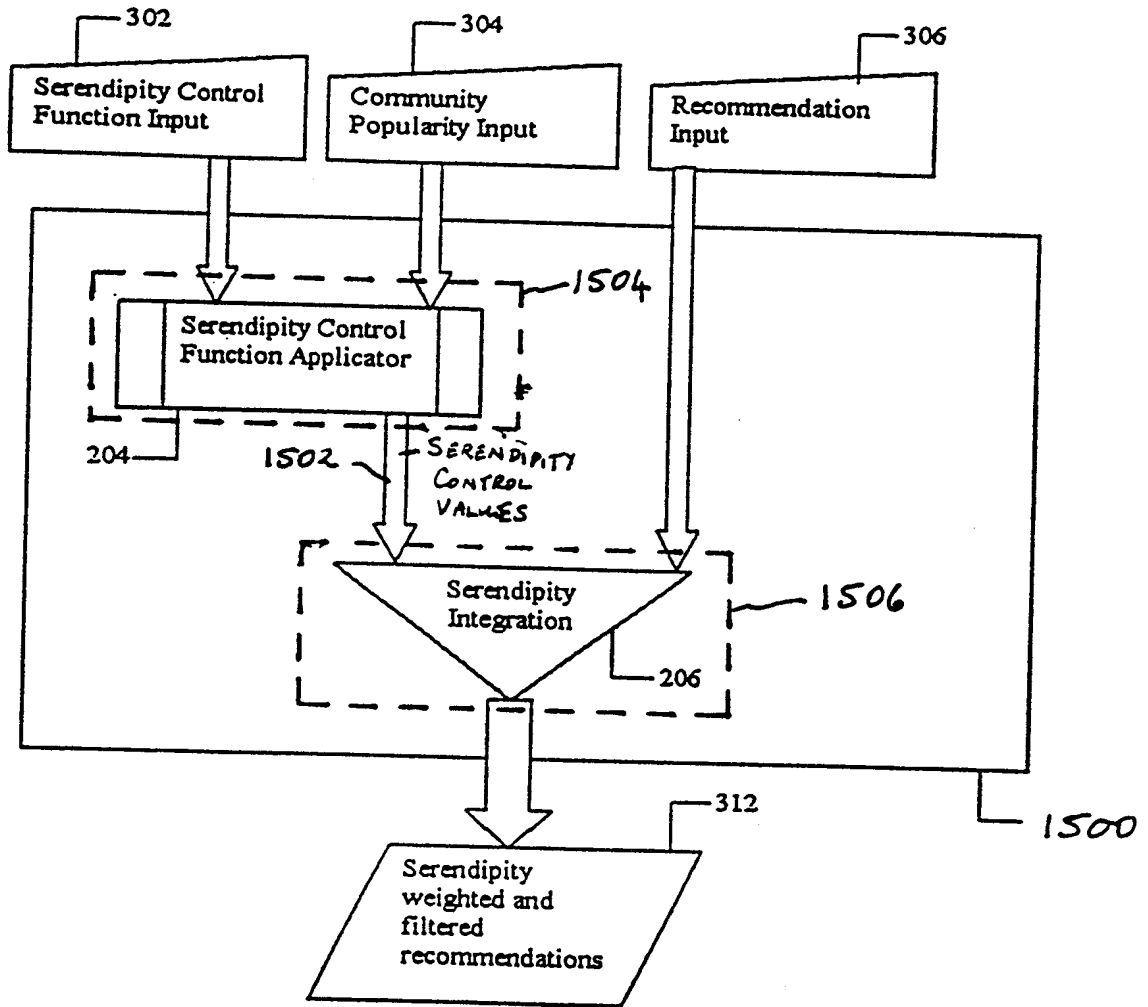 302
304
306
Serendipity Control
Function Input
Community
Popularity Input
Recommendation
Input
1504
Serendipity Control
Function Applicator
204
1502
SERENDIPITY
CONTROL
VALUES
Serendipity
Integration
1506
206
312
1500
Serendipity
weighted and
filtered
recommendations